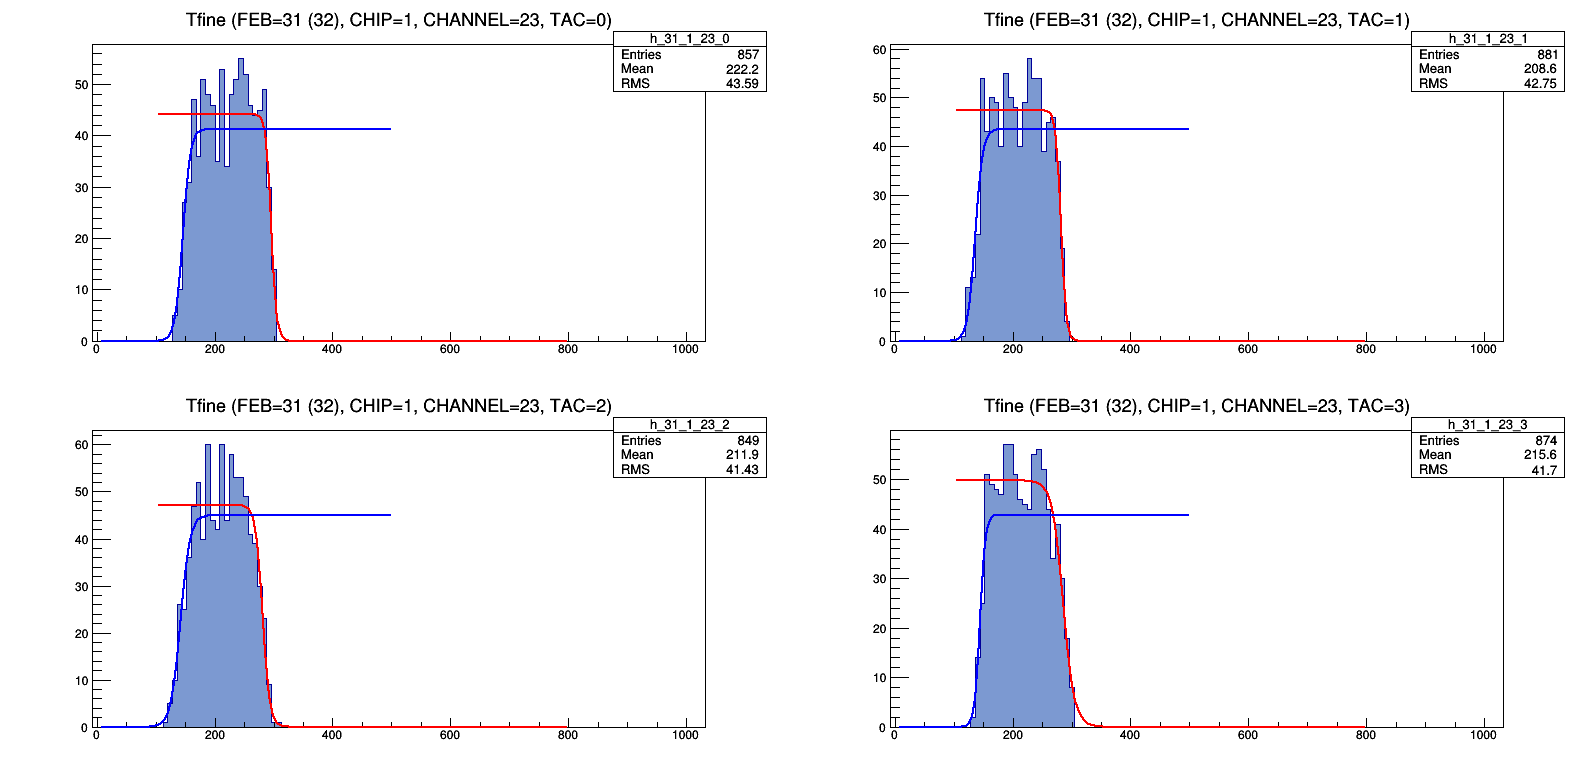 Tfine (FEB=31 (32), CHIP=1, CHANNEL=23, TAC=0)
h_31_1_23_0
Entries 857
Mean 222.2
RMS 43.59
50
40
30
20
10
0
0 200 400 600 800 1000
Tfine (FEB=31 (32), CHIP=1, CHANNEL=23, TAC=1)
h_31_1_23_1
Entries 881
Mean 208.6
RMS 42.75
60
50
40
30
20
10
0
0 200 400 600 800 1000
Tfine (FEB=31 (32), CHIP=1, CHANNEL=23, TAC=2)
h_31_1_23_2
Entries 849
Mean 211.9
RMS 41.43
60
50
40
30
20
10
0
0 200 400 600 800 1000
Tfine (FEB=31 (32), CHIP=1, CHANNEL=23, TAC=3)
h_31_1_23_3
Entries 874
Mean 215.6
RMS 41.7
50
40
30
20
10
0
0 200 400 600 800 1000